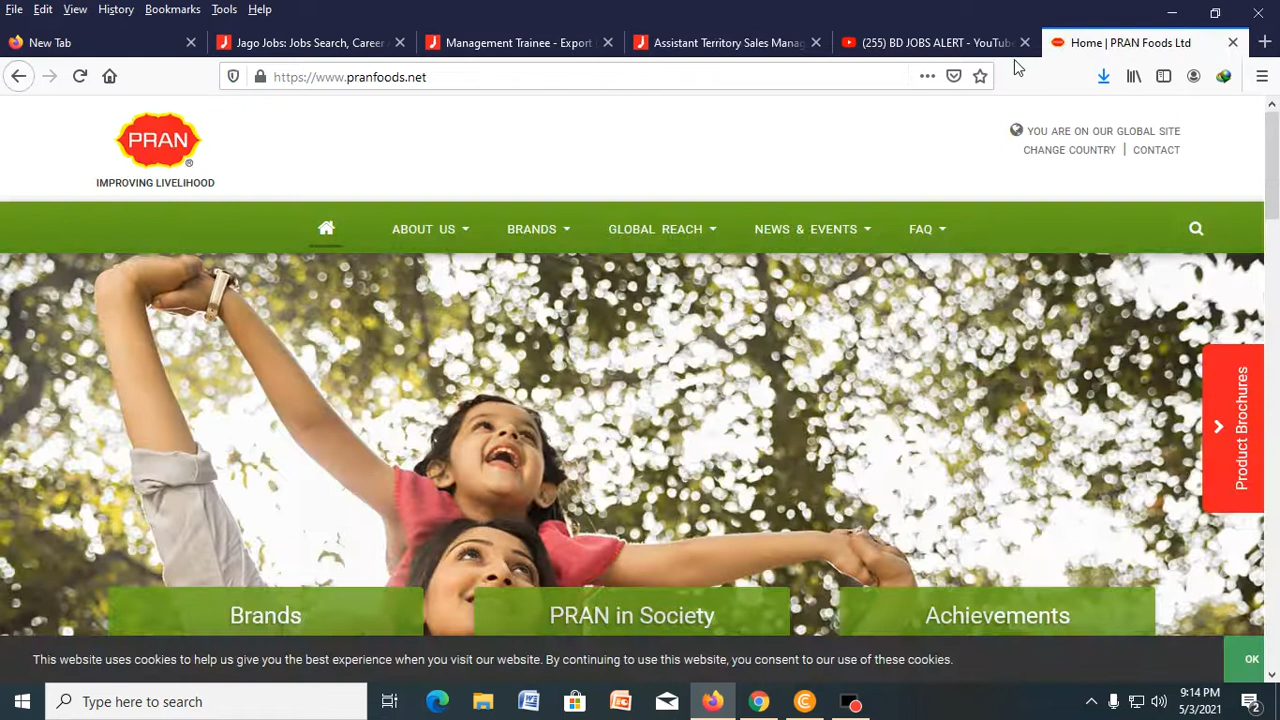 File Edit View History Bookmarks Tools Help
New Tab
Jago Jobs: Jobs Search, Career
Management Trainee - Export
Assistant Territory Sales Manag
(255) BD JOBS ALERT - YouTube
Home | PRAN Foods Ltd
https://www.pranfoods.net
PRAN
®
IMPROVING LIVELIHOOD
YOU ARE ON OUR GLOBAL SITE
CHANGE COUNTRY | CONTACT
ABOUT US BRANDS GLOBAL REACH NEWS & EVENTS FAQ
Product Brochures
Brands PRAN in Society Achievements
This website uses cookies to help us give you the best experience when you visit our website. By continuing to use this website, you consent to our use of these cookies.
OK
Type here to search
9:14 PM
5/3/2021
2